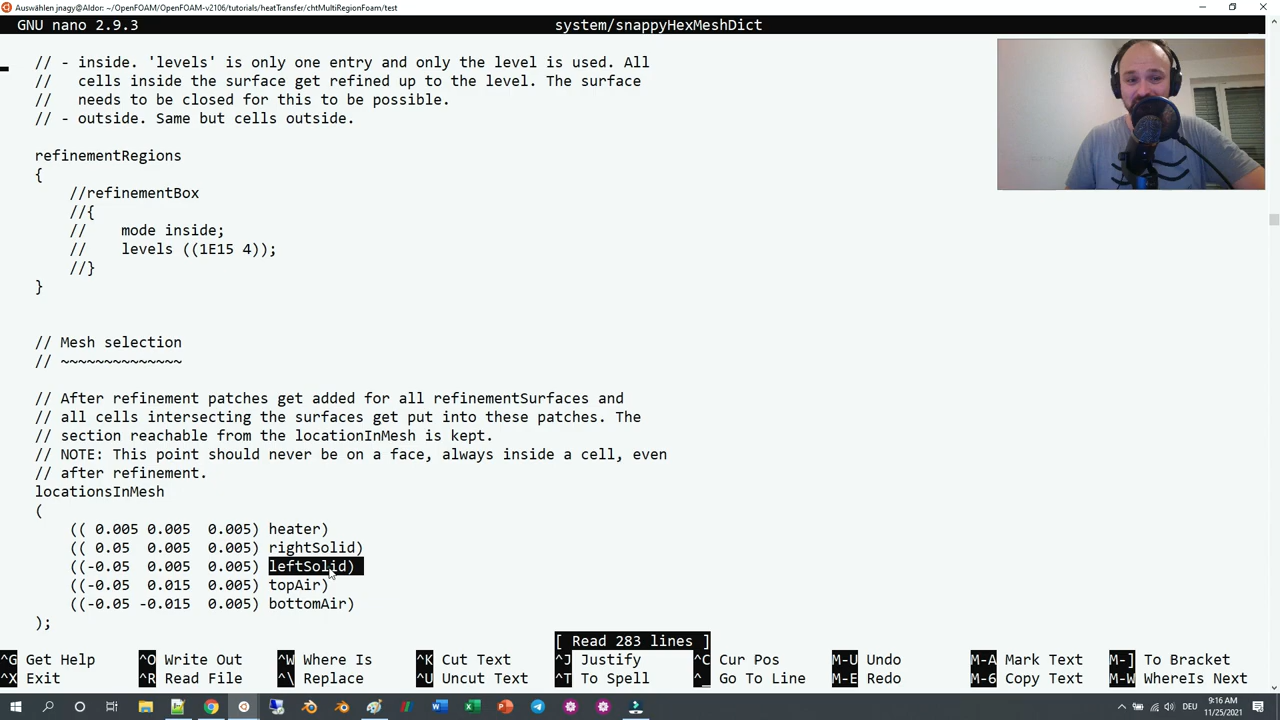 Auswählen jnagy@Aldor: ~/OpenFOAM/OpenFOAM-v2106/tutorials/heatTransfer/chtMultiRegionFoam/test
GNU nano 2.9.3 system/snappyHexMeshDict
// - inside. 'levels' is only one entry and only the level is used. All
//   cells inside the surface get refined up to the level. The surface
//   needs to be closed for this to be possible.
// - outside. Same but cells outside.
refinementRegions
{
//refinementBox
//{
//   mode inside;
//   levels ((1E15 4));
//}
}
// Mesh selection
// ~~~~~~~~~~~~~~
// After refinement patches get added for all refinementSurfaces and
// all cells intersecting the surfaces get put into these patches. The
// section reachable from the locationInMesh is kept.
// NOTE: This point should never be on a face, always inside a cell, even
// after refinement.
locationsInMesh
(
(( 0.005 0.005  0.005) heater)
(( 0.05  0.005  0.005) rightSolid)
((-0.05  0.005  0.005) leftSolid)
((-0.05  0.015  0.005) topAir)
((-0.05 -0.015  0.005) bottomAir)
);
[ Read 283 lines ]
^G Get Help ^O Write Out ^W Where Is ^K Cut Text ^J Justify ^C Cur Pos M-U Undo M-A Mark Text M-] To Bracket
^X Exit ^R Read File ^\ Replace ^U Uncut Text ^T To Spell ^_ Go To Line M-E Redo M-6 Copy Text M-W WhereIs Next
DEU 9:16 AM
11/25/2021